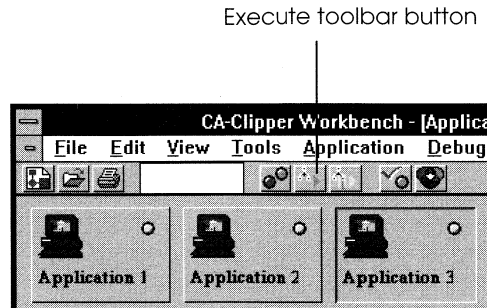 Execute toolbar button
CA-Clipper Workbench - [Applica
File Edit View Tools Application Debug
Application 1 Application 2 Application 3